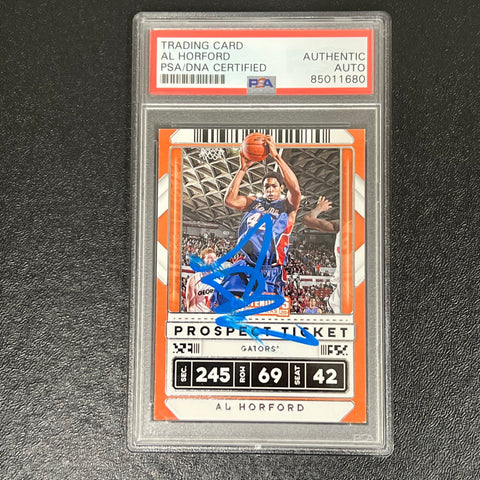 TRADING CARD
AL HORFORD AUTHENTIC
PSA/DNA CERTIFIED AUTO
PSA 85011680
PROSPECT TICKET
GATORS
SEC. 245 ROW 69 SEAT 42
AL HORFORD